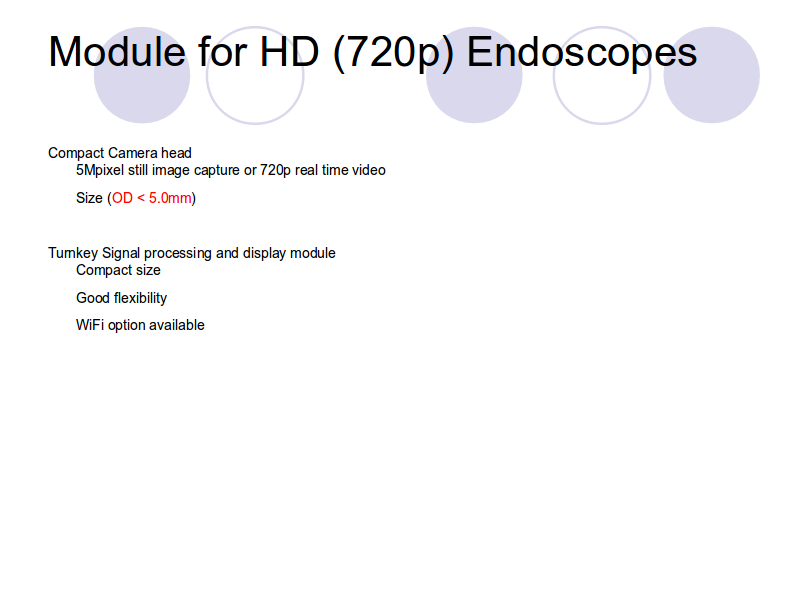 Module for HD (720p) Endoscopes
Compact Camera head
5Mpixel still image capture or 720p real time video
Size (OD < 5.0mm)
Turnkey Signal processing and display module
Compact size
Good flexibility
WiFi option available